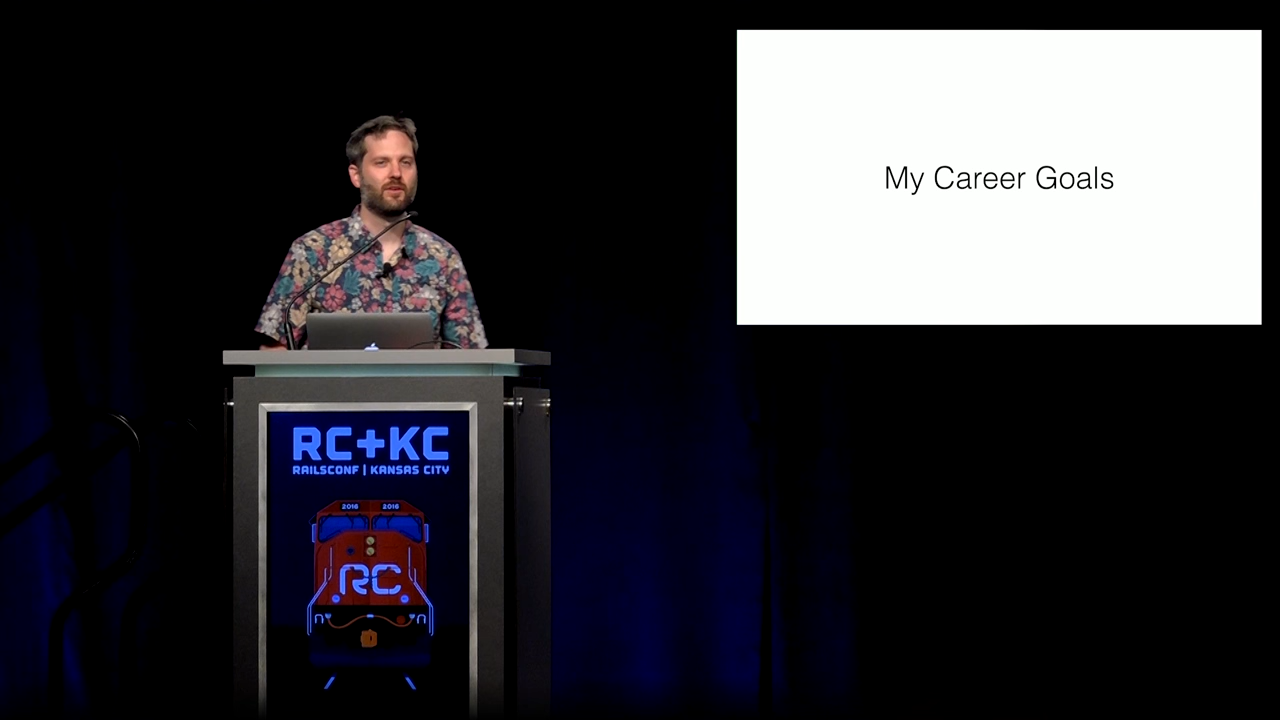 My Career Goals
RC+KC
RAILSCONF | KANSAS CITY
2016 2016
RC